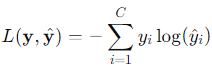 L(𝐲, 𝐲̂) = − ∑_{i=1}^{C} y_i log(ŷ_i)